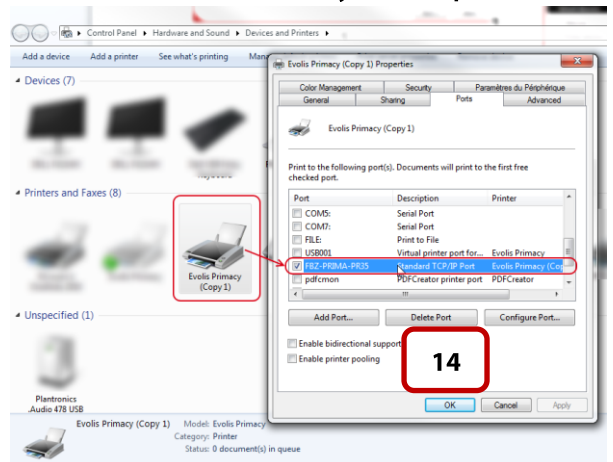 Control Panel ▸ Hardware and Sound ▸ Devices and Printers ▸
Add a device Add a printer See what's printing
Evolis Primacy (Copy 1) Properties
Devices (7)
Color Management Security Paramètres du Périphérique
General Sharing Ports Advanced
Evolis Primacy (Copy 1)
Print to the following port(s). Documents will print to the first free
checked port.
Printers and Faxes (8)
Port Description Printer
COM5: Serial Port
COM7: Serial Port
FILE: Print to File
USB001 Virtual printer port for... Evolis Primacy
FBZ-PRIMA-PR35 Standard TCP/IP Port Evolis Primacy (Cop
pdfcmon PDFCreator printer port PDFCreator
Evolis Primacy
(Copy 1)
Add Port... Delete Port Configure Port...
Unspecified (1)
Enable bidirectional support
Enable printer pooling
14
Plantronics
.Audio 478 USB
OK Cancel Apply
Evolis Primacy (Copy 1) Model: Evolis Primacy
Category: Printer
Status: 0 document(s) in queue